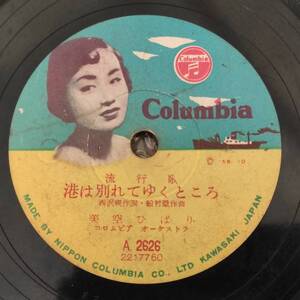 Columbia
流行歌
港は別れてゆくところ
西沢爽作詞・船村徹作曲
美空ひばり
コロムビア オーケストラ
A 2626
2217760
MADE BY NIPPON COLUMBIA CO., LTD KAWASAKI JAPAN